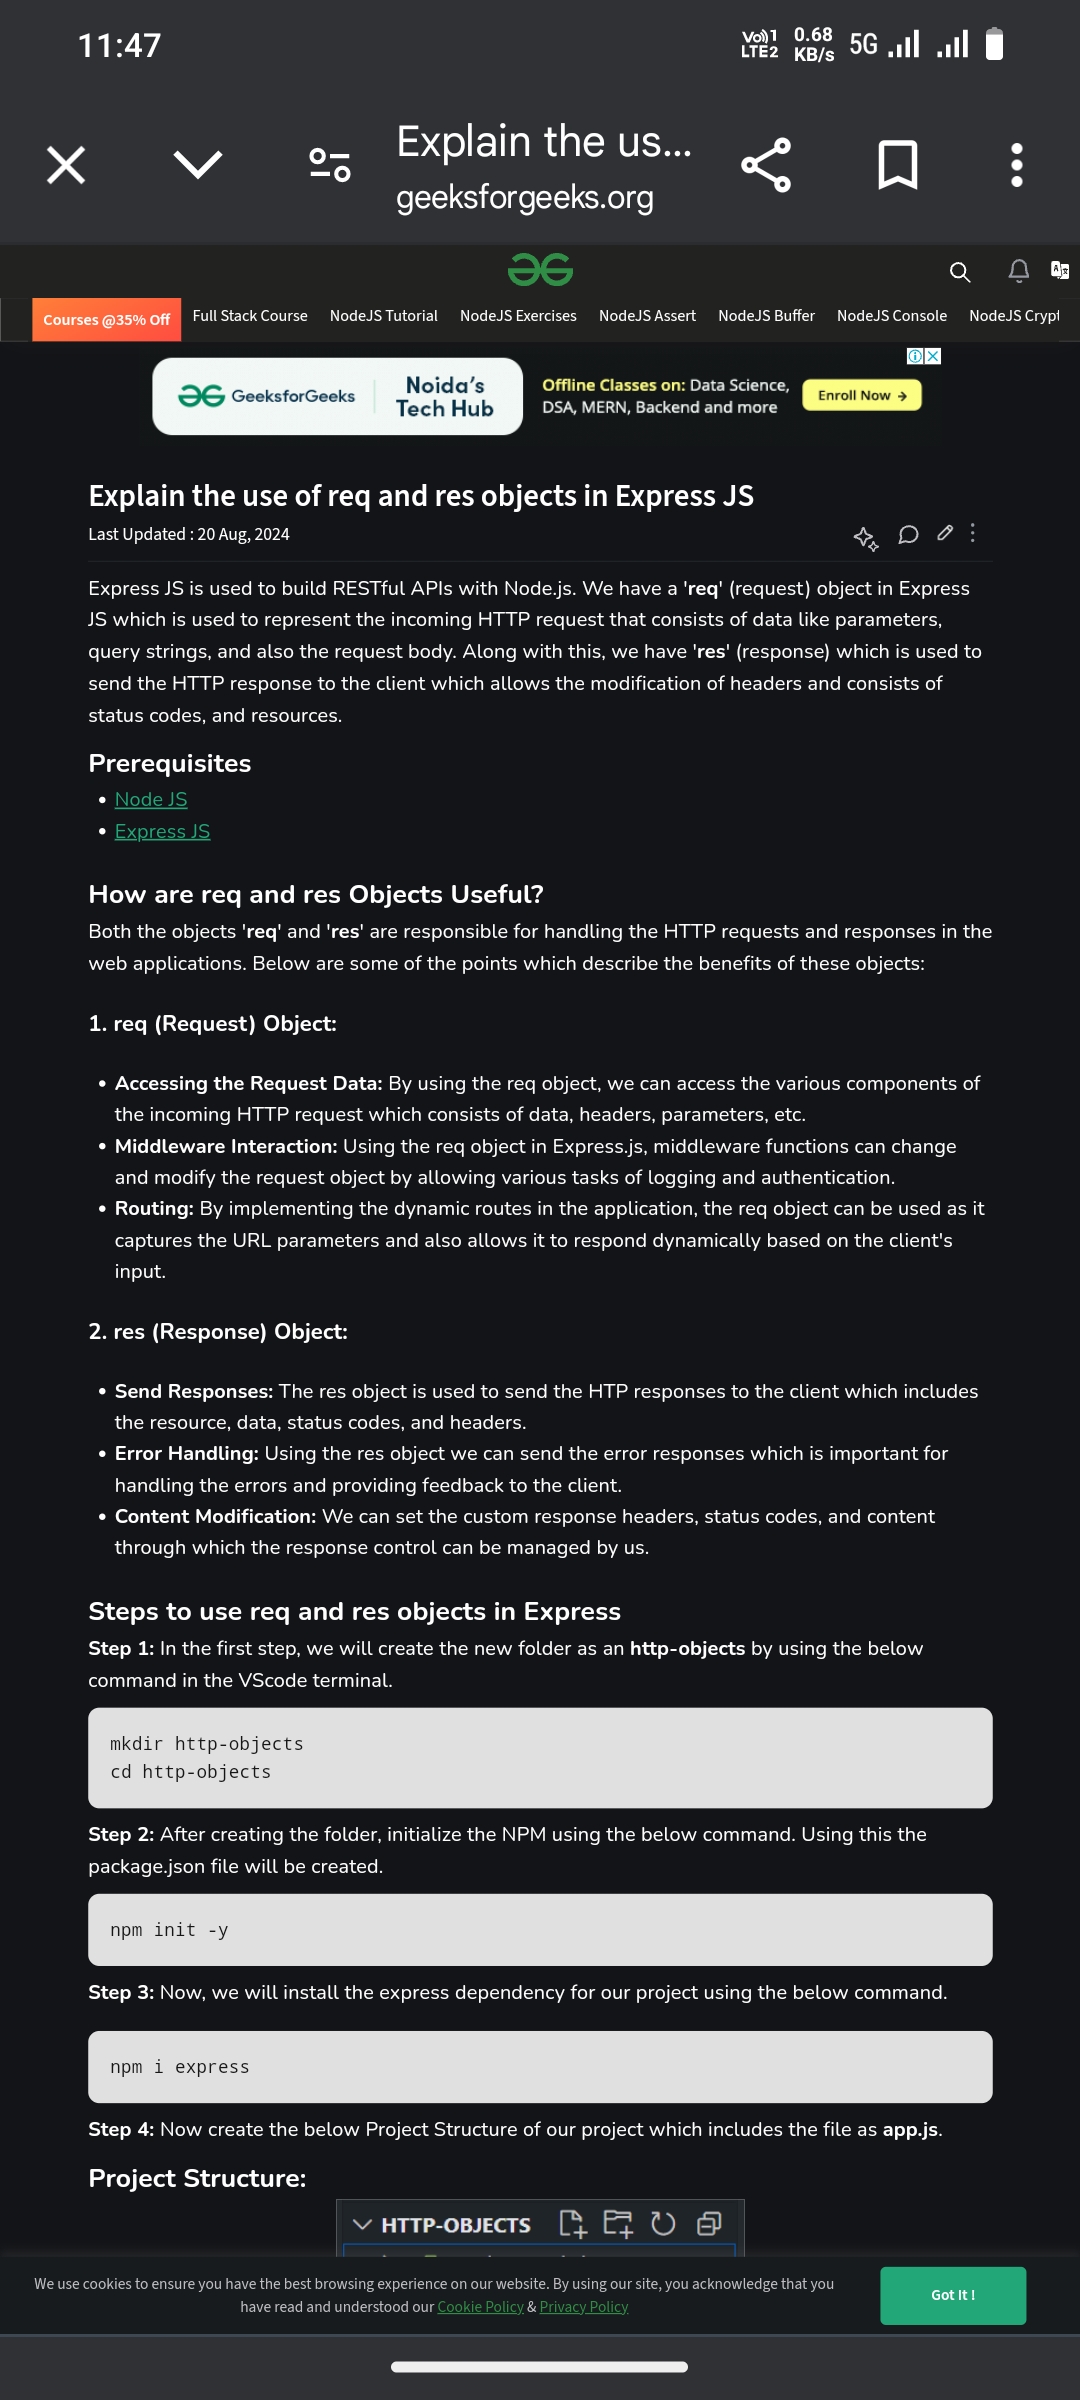 11:47
Vo)) 1 LTE2 0.68 KB/s 5G
Explain the us...
geeksforgeeks.org
Courses @35% Off Full Stack Course NodeJS Tutorial NodeJS Exercises NodeJS Assert NodeJS Buffer NodeJS Console NodeJS Crypt
GeeksforGeeks Noida's Tech Hub
Offline Classes on: Data Science,
DSA, MERN, Backend and more
Enroll Now →
Explain the use of req and res objects in Express JS
Last Updated : 20 Aug, 2024
Express JS is used to build RESTful APIs with Node.js. We have a 'req' (request) object in Express
JS which is used to represent the incoming HTTP request that consists of data like parameters,
query strings, and also the request body. Along with this, we have 'res' (response) which is used to
send the HTTP response to the client which allows the modification of headers and consists of
status codes, and resources.
Prerequisites
• Node JS
• Express JS
How are req and res Objects Useful?
Both the objects 'req' and 'res' are responsible for handling the HTTP requests and responses in the
web applications. Below are some of the points which describe the benefits of these objects:
1. req (Request) Object:
• Accessing the Request Data: By using the req object, we can access the various components of
the incoming HTTP request which consists of data, headers, parameters, etc.
• Middleware Interaction: Using the req object in Express.js, middleware functions can change
and modify the request object by allowing various tasks of logging and authentication.
• Routing: By implementing the dynamic routes in the application, the req object can be used as it
captures the URL parameters and also allows it to respond dynamically based on the client's
input.
2. res (Response) Object:
• Send Responses: The res object is used to send the HTP responses to the client which includes
the resource, data, status codes, and headers.
• Error Handling: Using the res object we can send the error responses which is important for
handling the errors and providing feedback to the client.
• Content Modification: We can set the custom response headers, status codes, and content
through which the response control can be managed by us.
Steps to use req and res objects in Express
Step 1: In the first step, we will create the new folder as an http-objects by using the below
command in the VScode terminal.
mkdir http-objects
cd http-objects
Step 2: After creating the folder, initialize the NPM using the below command. Using this the
package.json file will be created.
npm init -y
Step 3: Now, we will install the express dependency for our project using the below command.
npm i express
Step 4: Now create the below Project Structure of our project which includes the file as app.js.
Project Structure:
HTTP-OBJECTS
We use cookies to ensure you have the best browsing experience on our website. By using our site, you acknowledge that you
have read and understood our Cookie Policy & Privacy Policy
Got It !